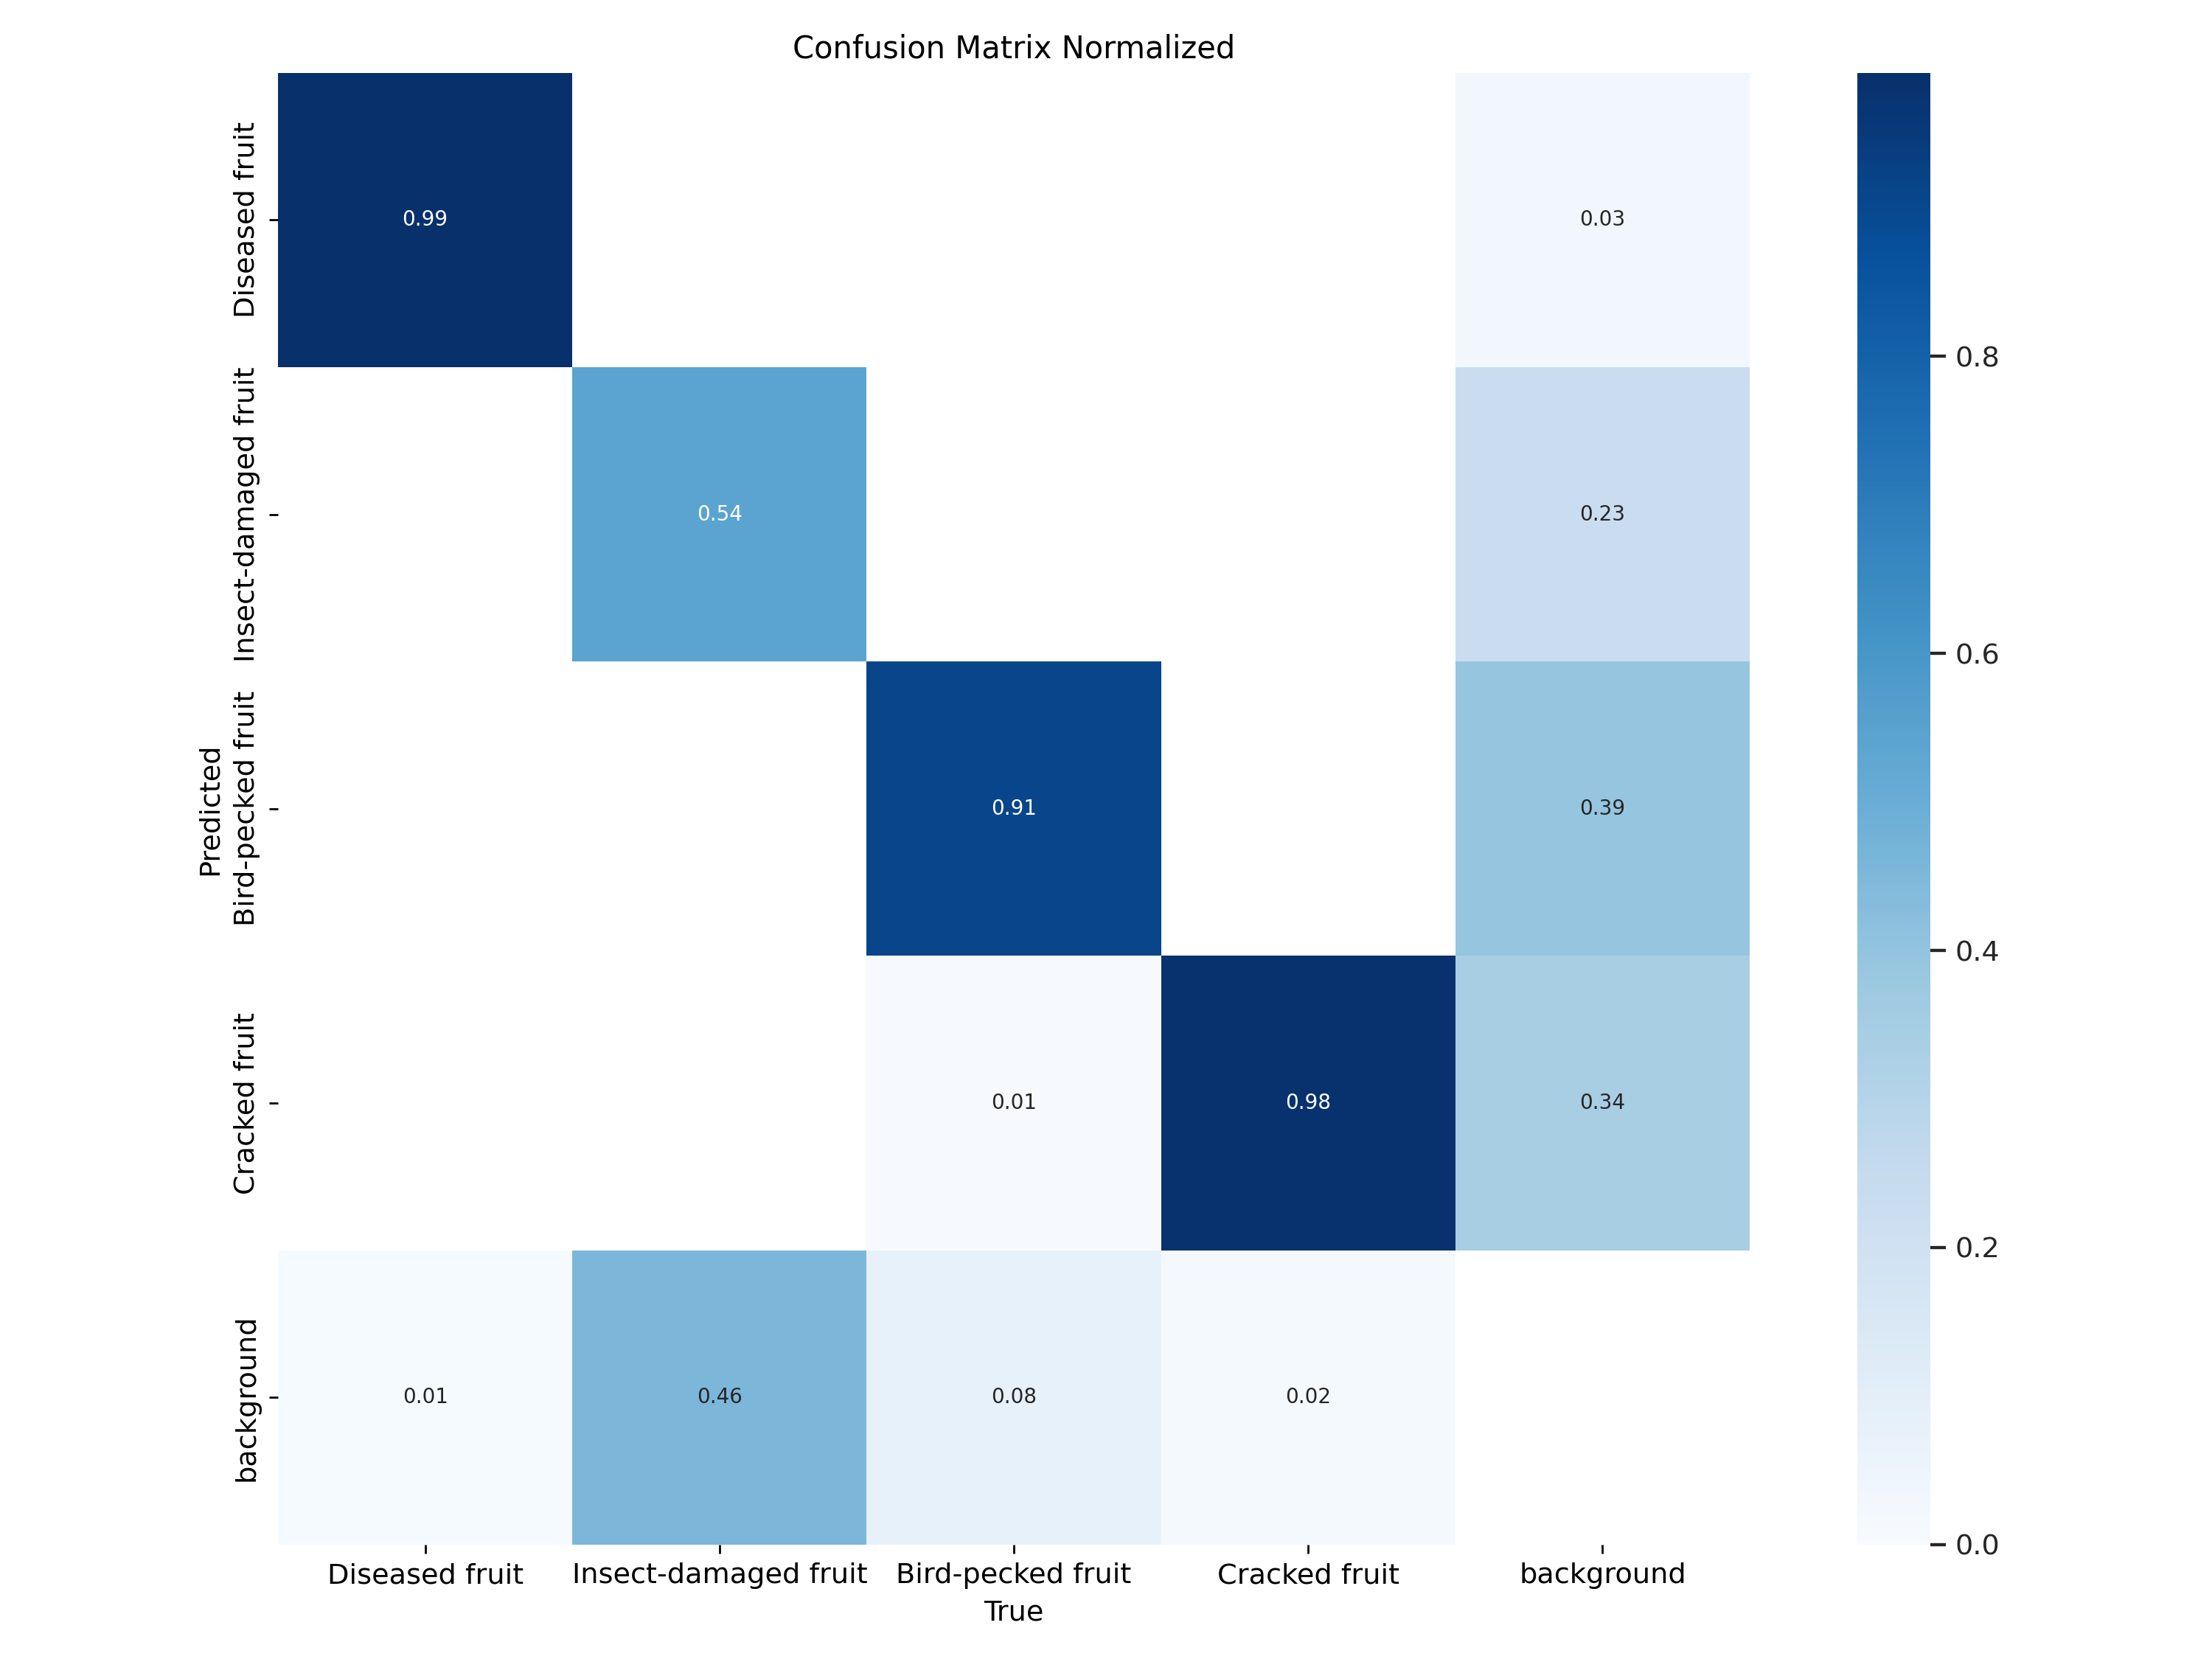 Confusion Matrix Normalized
Predicted
Diseased fruit
0.99
0.03
Insect-damaged fruit
0.54
0.23
Bird-pecked fruit
0.91
0.39
Cracked fruit
0.01
0.98
0.34
background
0.01
0.46
0.08
0.02
Diseased fruit
Insect-damaged fruit
Bird-pecked fruit
Cracked fruit
background
True
0.8
0.6
0.4
0.2
0.0